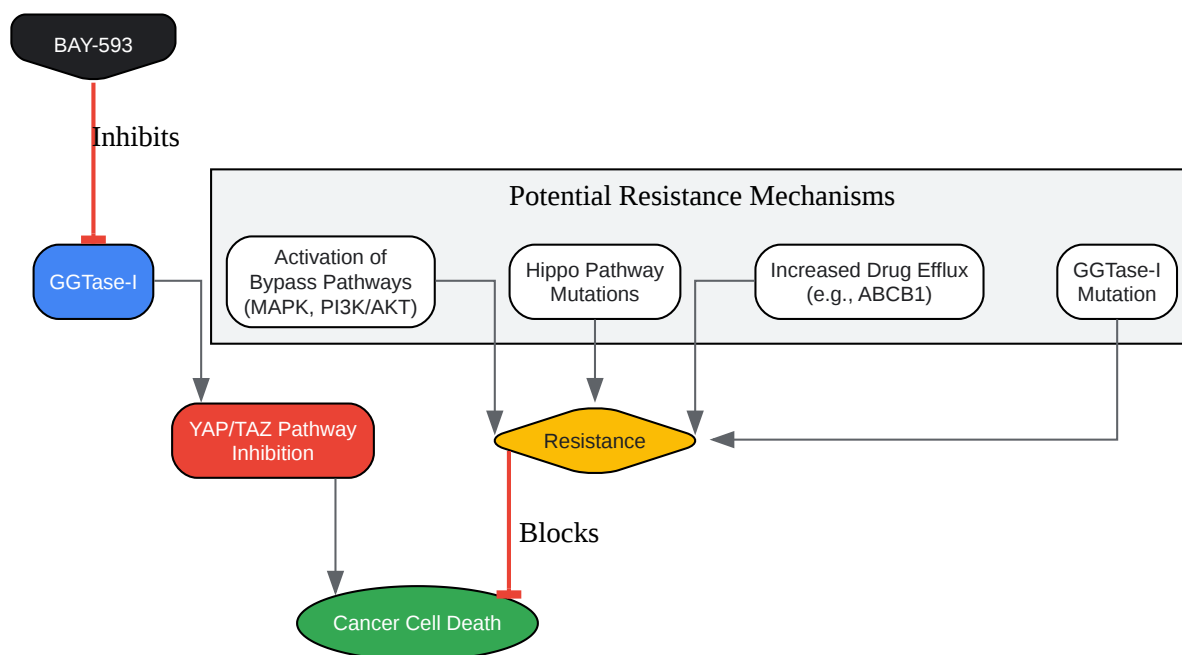 BAY-593
Inhibits
Potential Resistance Mechanisms
Activation of
Bypass Pathways
(MAPK, PI3K/AKT)
Hippo Pathway
Mutations
Increased Drug Efflux
(e.g., ABCB1)
GGTase-I
Mutation
GGTase-I
YAP/TAZ Pathway
Inhibition
Resistance
Blocks
Cancer Cell Death